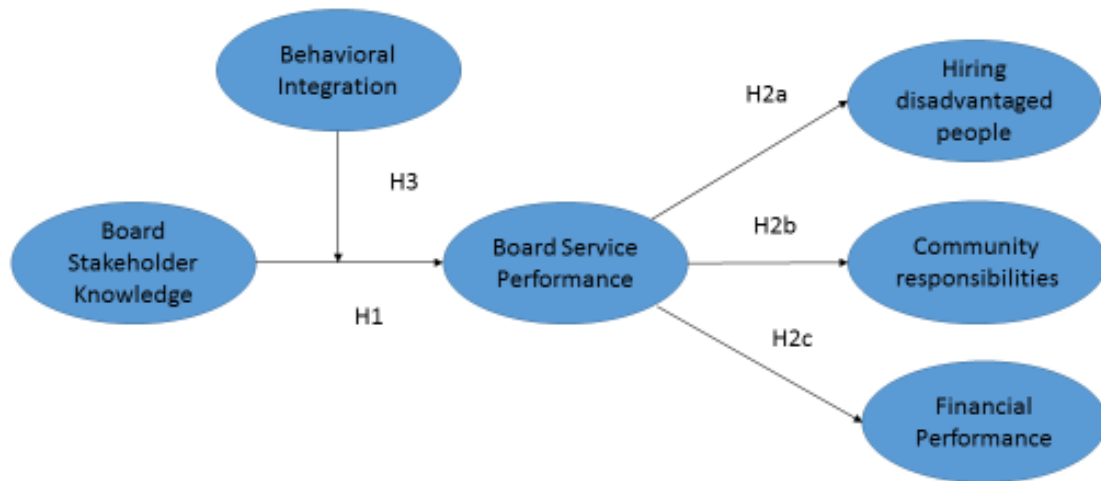 Behavioral
Integration
Hiring
disadvantaged
people
H2a
H3
Board
Stakeholder
Knowledge
Board Service
Performance
H2b
Community
responsibilities
H1
H2c
Financial
Performance